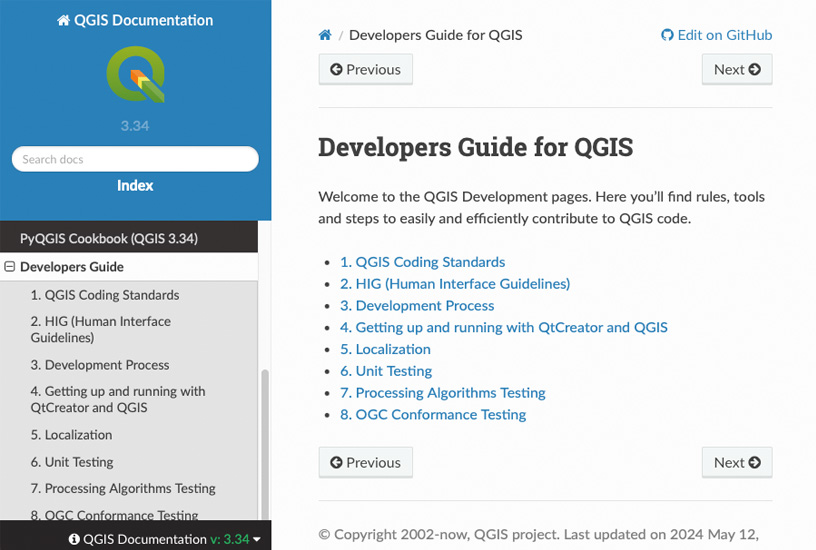 QGIS Documentation
3.34
Search docs
Index
PyQGIS Cookbook (QGIS 3.34)
Developers Guide
1. QGIS Coding Standards
2. HIG (Human Interface
Guidelines)
3. Development Process
4. Getting up and running with
QtCreator and QGIS
5. Localization
6. Unit Testing
7. Processing Algorithms Testing
8. OGC Conformance Testing
QGIS Documentation v: 3.34
/ Developers Guide for QGIS
Edit on GitHub
Previous
Next
Developers Guide for QGIS
Welcome to the QGIS Development pages. Here you’ll find rules, tools
and steps to easily and efficiently contribute to QGIS code.
• 1. QGIS Coding Standards
• 2. HIG (Human Interface Guidelines)
• 3. Development Process
• 4. Getting up and running with QtCreator and QGIS
• 5. Localization
• 6. Unit Testing
• 7. Processing Algorithms Testing
• 8. OGC Conformance Testing
Previous
Next
© Copyright 2002-now, QGIS project. Last updated on 2024 May 12,